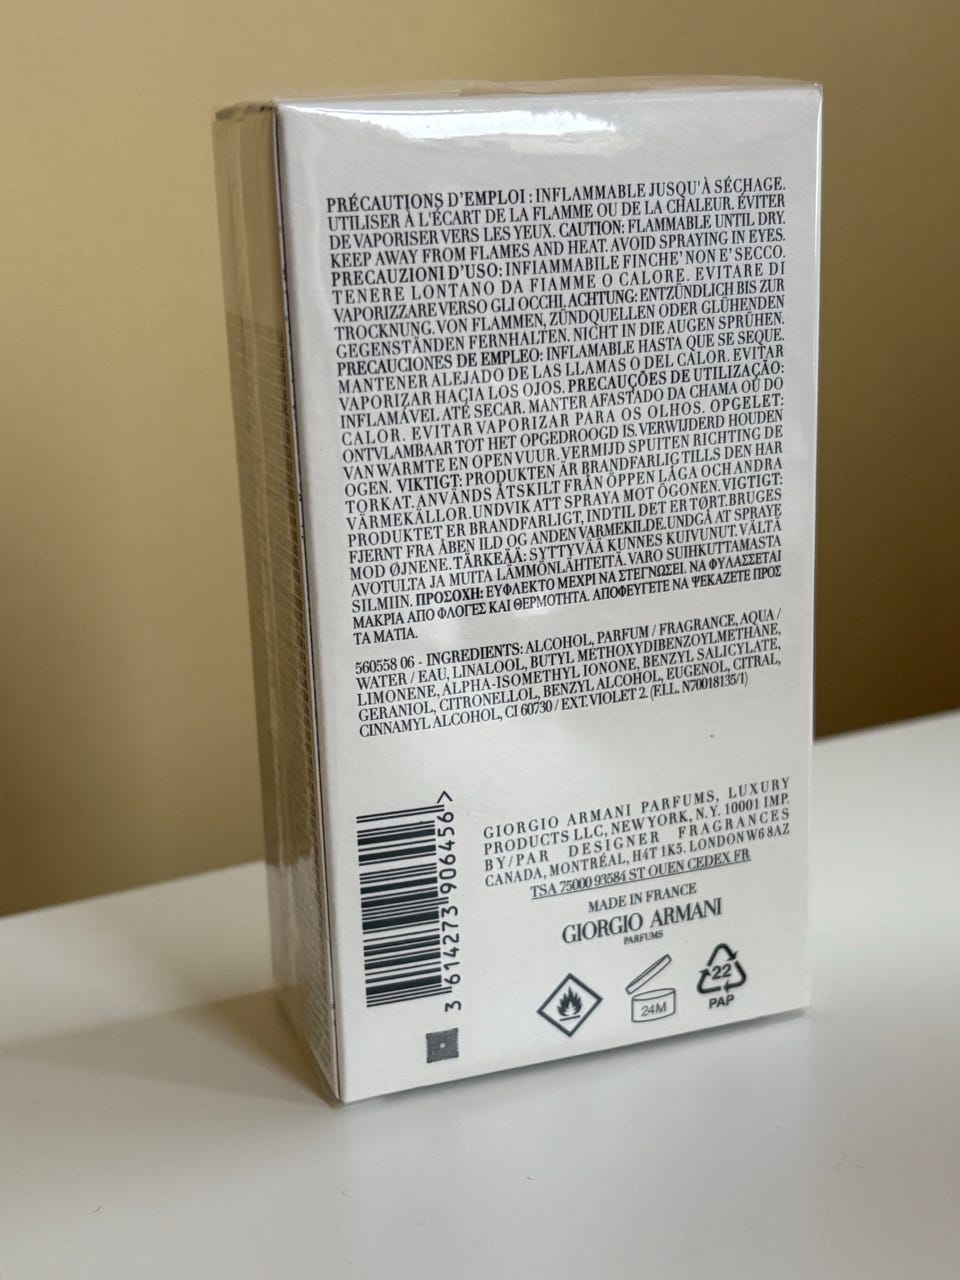 PRÉCAUTIONS D'EMPLOI : INFLAMMABLE JUSQU'À SÉCHAGE.
UTILISER À L'ÉCART DE LA FLAMME OU DE LA CHALEUR. ÉVITER
DE VAPORISER VERS LES YEUX. CAUTION: FLAMMABLE UNTIL DRY.
KEEP AWAY FROM FLAMES AND HEAT. AVOID SPRAYING IN EYES.
PRECAUZIONI D'USO: INFIAMMABILE FINCHE' NON E' SECCO.
TENERE LONTANO DA FIAMME O CALORE. EVITARE DI
VAPORIZZARE VERSO GLI OCCHI. ACHTUNG: ENTZÜNDLICH BIS ZUR
TROCKNUNG. VON FLAMMEN, ZÜNDQUELLEN ODER GLÜHENDEN
GEGENSTÄNDEN FERNHALTEN. NICHT IN DIE AUGEN SPRÜHEN.
PRECAUCIONES DE EMPLEO: INFLAMABLE HASTA QUE SE SEQUE.
MANTENER ALEJADO DE LAS LLAMAS O DEL CALOR. EVITAR
VAPORIZAR HACIA LOS OJOS. PRECAUÇÕES DE UTILIZAÇÃO:
INFLAMÁVEL ATÉ SECAR. MANTER AFASTADO DA CHAMA OU DO
CALOR. EVITAR VAPORIZAR PARA OS OLHOS. OPGELET:
ONTVLAMBAAR TOT HET OPGEDROOGD IS. VERWIJDERD HOUDEN
VAN WARMTE EN OPEN VUUR. VERMIJD SPUITEN RICHTING DE
OGEN. VIKTIGT: PRODUKTEN ÄR BRANDFARLIG TILLS DEN HAR
TORKAT. ANVÄNDS ÅTSKILT FRÅN ÖPPEN LÅGA OCH ANDRA
VÄRMEKÄLLOR. UNDVIK ATT SPRAYA MOT ÖGONEN. VIGTIGT:
PRODUKTET ER BRANDFARLIGT, INDTIL DET ER TØRT. BRUGES
FJERNT FRA ÅBEN ILD OG ANDEN VARMEKILDE. UNDGÅ AT SPRAYE
MOD ØJNENE. TÄRKEÄÄ: SYTTYVÄÄ KUNNES KUIVUNUT. VÄLTÄ
AVOTULTA JA MUITA LÄMMÖNLÄHTEITÄ. VARO SUIHKUTTAMASTA
SILMIIN. ΠΡΟΣΟΧΗ: ΕΥΦΛΕΚΤΟ ΜΕΧΡΙ ΝΑ ΣΤΕΓΝΩΣΕΙ. ΝΑ ΦΥΛΑΣΣΕΤΑΙ
ΜΑΚΡΙΑ ΑΠΟ ΦΛΟΓΕΣ ΚΑΙ ΘΕΡΜΟΤΗΤΑ. ΑΠΟΦΕΥΓΕΤΕ ΝΑ ΨΕΚΑΖΕΤΕ ΠΡΟΣ
ΤΑ ΜΑΤΙΑ.
560558 06 - INGREDIENTS: ALCOHOL, PARFUM / FRAGRANCE, AQUA /
WATER / EAU, LINALOOL, BUTYL METHOXYDIBENZOYLMETHANE,
LIMONENE, ALPHA-ISOMETHYL IONONE, BENZYL SALICYLATE,
GERANIOL, CITRONELLOL, BENZYL ALCOHOL, EUGENOL, CITRAL,
CINNAMYL ALCOHOL, CI 60730 / EXT. VIOLET 2. (F.I.L. N70018135/1)
3 614273 906456 >
GIORGIO ARMANI PARFUMS, LUXURY
PRODUCTS LLC, NEW YORK, N.Y. 10001 IMP.
BY/PAR DESIGNER FRAGRANCES
CANADA, MONTRÉAL, H4T 1K5. LONDON W6 8AZ
TSA 75000 93584 ST OUEN CEDEX FR
MADE IN FRANCE
GIORGIO ARMANI
PARFUMS
24M
22
PAP